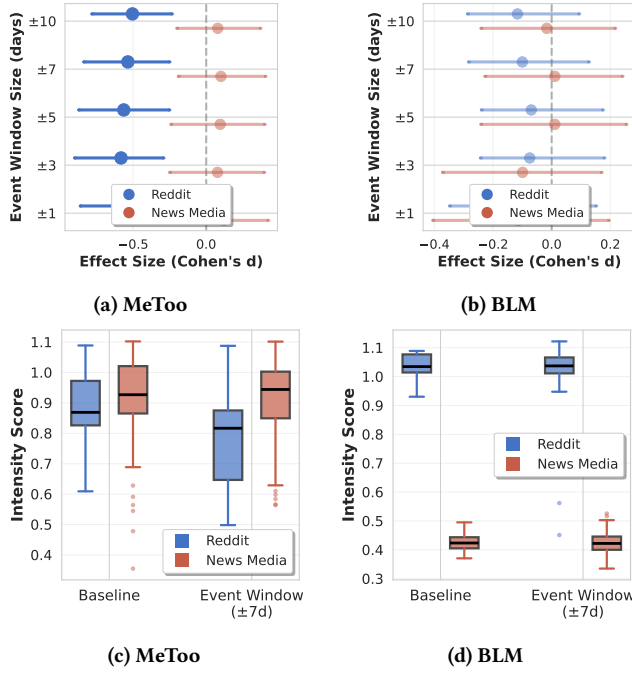 Event Window Size (days)
±10
±7
±5
±3
±1
Reddit
News Media
−0.5
0.0
Effect Size (Cohen's d)
(a) MeToo
Event Window Size (days)
±10
±7
±5
±3
±1
Reddit
News Media
−0.4
−0.2
0.0
0.2
Effect Size (Cohen's d)
(b) BLM
Intensity Score
1.1
1.0
0.9
0.8
0.7
0.6
0.5
0.4
Reddit
News Media
Baseline
Event Window
(±7d)
(c) MeToo
Intensity Score
1.1
1.0
0.9
0.8
0.7
0.6
0.5
0.4
0.3
Reddit
News Media
Baseline
Event Window
(±7d)
(d) BLM